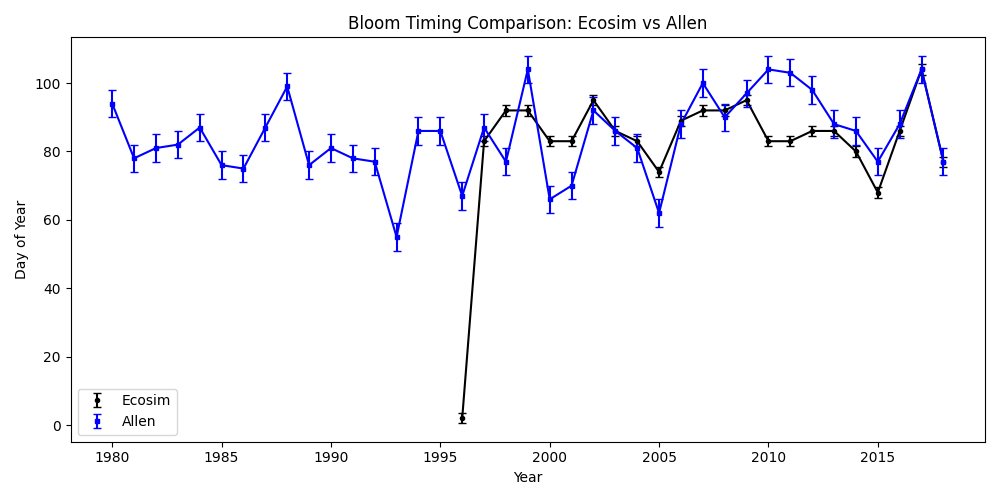 Bloom Timing Comparison: Ecosim vs Allen
Day of Year
100
80
60
40
20
0
Ecosim
Allen
1980 1985 1990 1995 2000 2005 2010 2015
Year